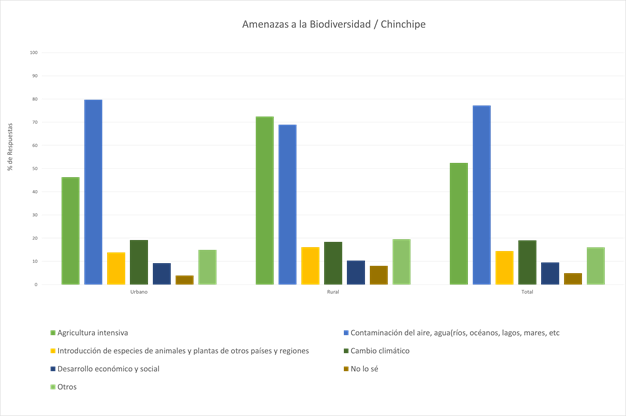 Amenazas a la Biodiversidad / Chinchipe
% de Respuestas
100
90
80
70
60
50
40
30
20
10
0
Urbano Rural Total
Agricultura intensiva
Contaminación del aire, agua(ríos, océanos, lagos, mares, etc
Introducción de especies de animales y plantas de otros países y regiones
Cambio climático
Desarrollo económico y social
No lo sé
Otros